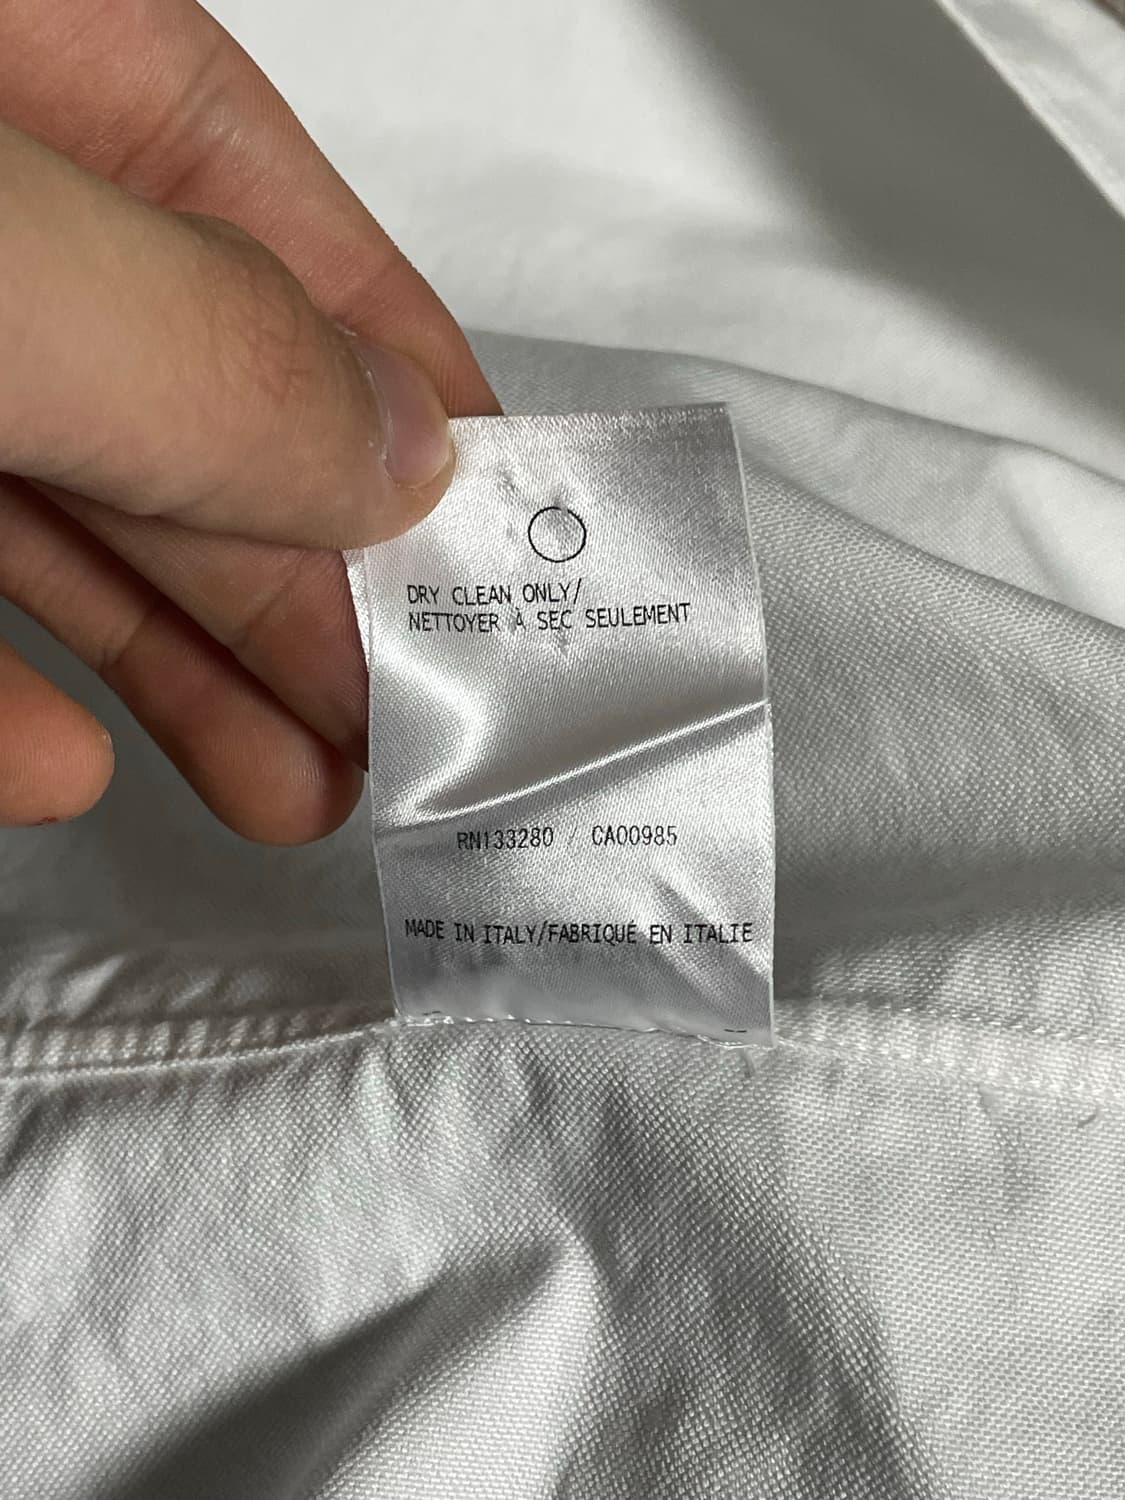 DRY CLEAN ONLY/
NETTOYER À SEC SEULEMENT
RN133280 / CA00985
MADE IN ITALY/FABRIQUÉ EN ITALIE